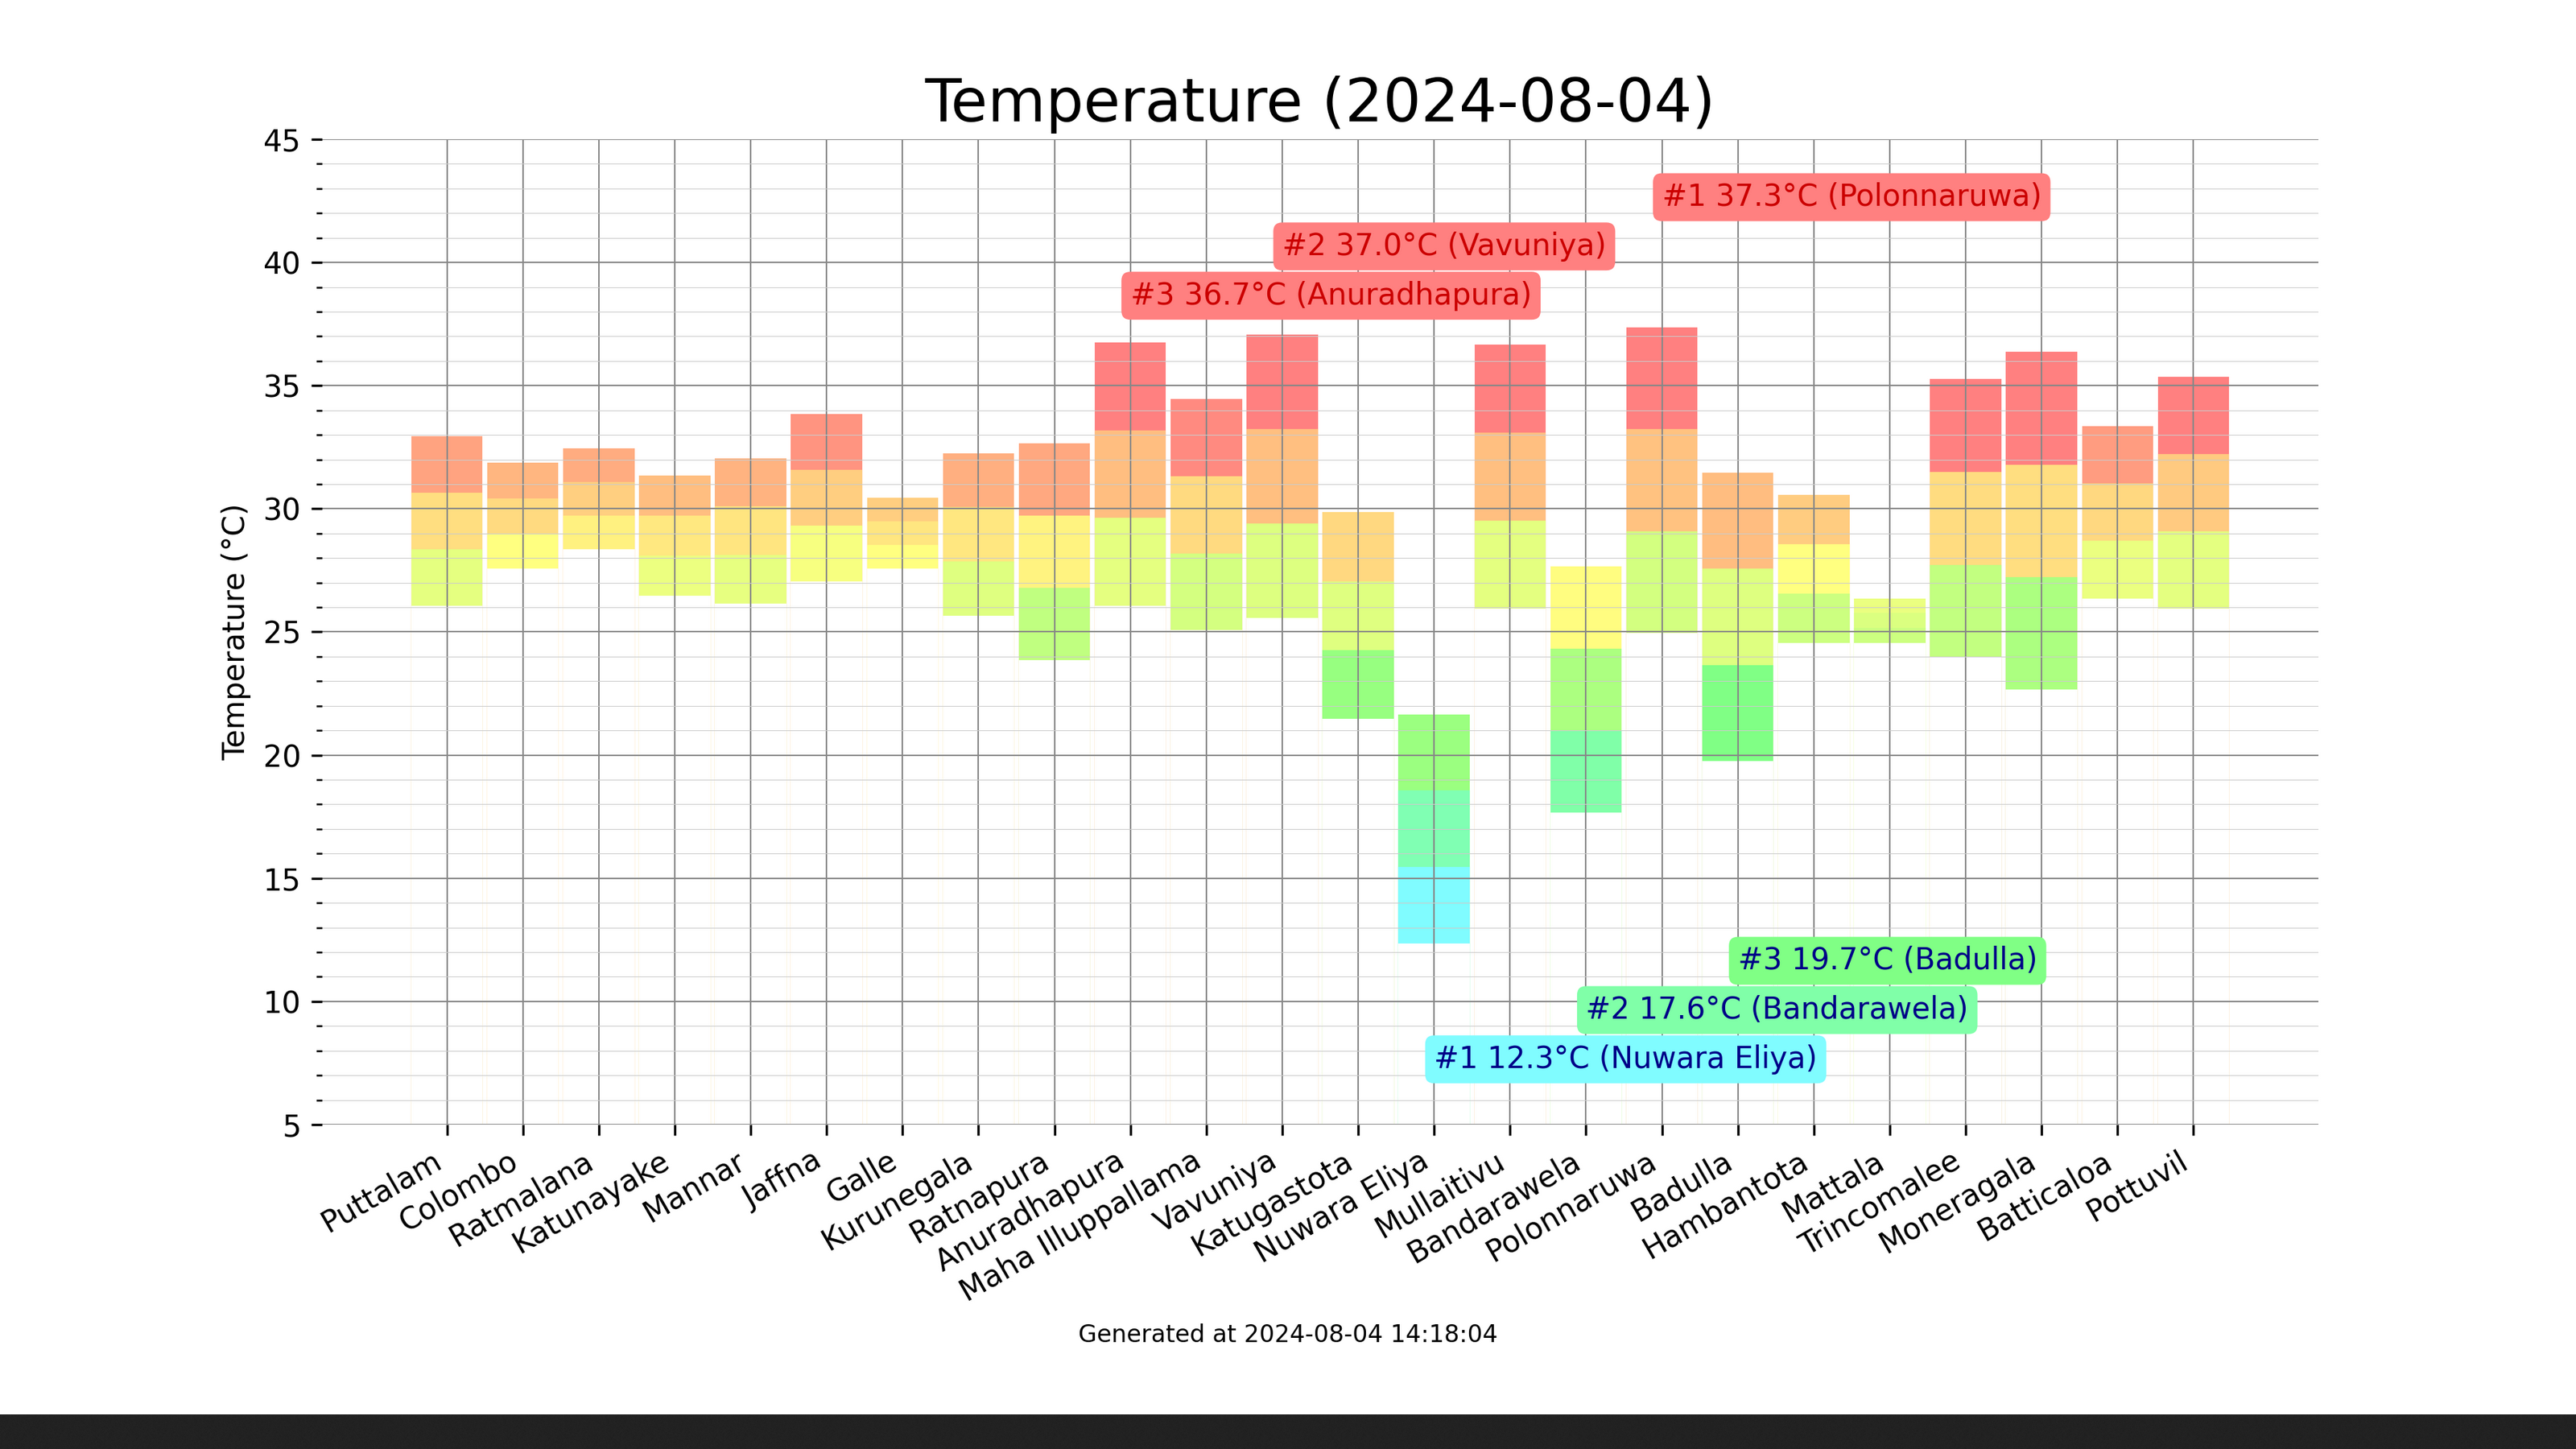 Temperature (2024-08-04)
45
40
35
30
25
20
15
10
5
Temperature (°C)
#1 37.3°C (Polonnaruwa)
#2 37.0°C (Vavuniya)
#3 36.7°C (Anuradhapura)
#3 19.7°C (Badulla)
#2 17.6°C (Bandarawela)
#1 12.3°C (Nuwara Eliya)
Puttalam
Colombo
Ratmalana
Katunayake
Mannar
Jaffna
Galle
Kurunegala
Ratnapura
Anuradhapura
Maha Illuppallama
Vavuniya
Katugastota
Nuwara Eliya
Mullaitivu
Bandarawela
Polonnaruwa
Badulla
Hambantota
Mattala
Trincomalee
Moneragala
Batticaloa
Pottuvil
Generated at 2024-08-04 14:18:04